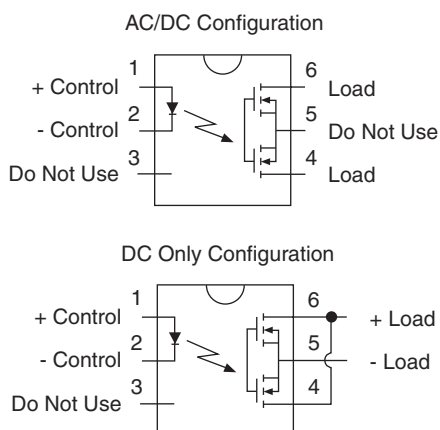 AC/DC Configuration
1
6
+ Control
Load
2
5
- Control
Do Not Use
3
4
Do Not Use
Load
DC Only Configuration
1
6
+ Control
+ Load
2
5
- Control
- Load
3
4
Do Not Use